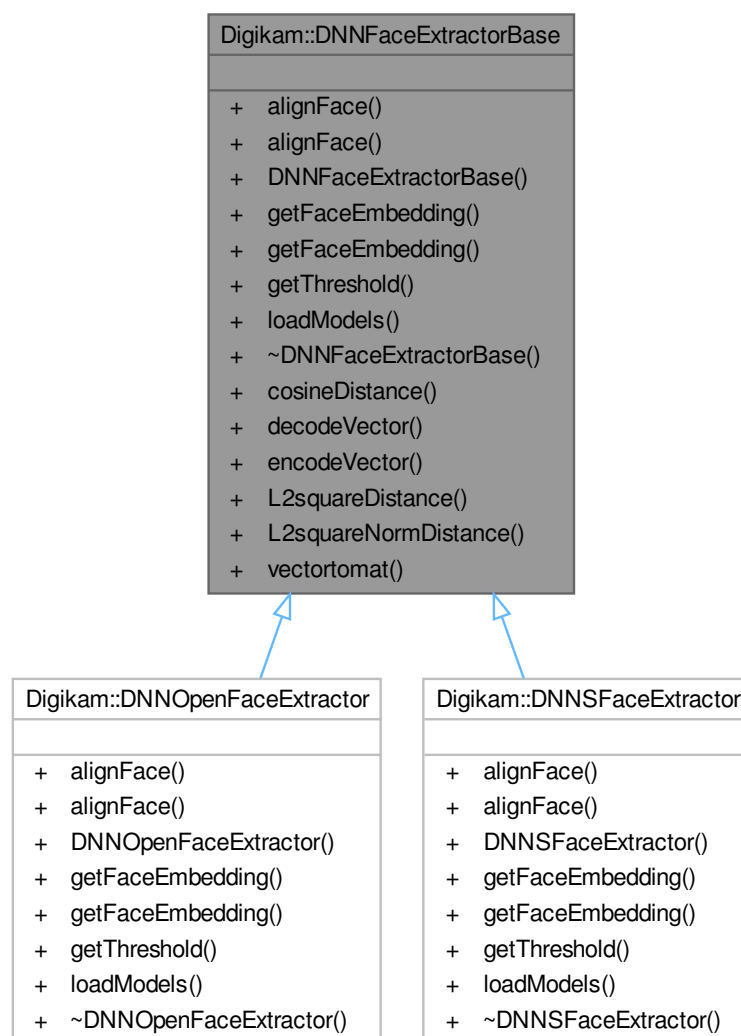 Digikam::DNNFaceExtractorBase
+ alignFace()
+ alignFace()
+ DNNFaceExtractorBase()
+ getFaceEmbedding()
+ getFaceEmbedding()
+ getThreshold()
+ loadModels()
+ ~DNNFaceExtractorBase()
+ cosineDistance()
+ decodeVector()
+ encodeVector()
+ L2squareDistance()
+ L2squareNormDistance()
+ vectortomat()
Digikam::DNNOpenFaceExtractor
+ alignFace()
+ alignFace()
+ DNNOpenFaceExtractor()
+ getFaceEmbedding()
+ getFaceEmbedding()
+ getThreshold()
+ loadModels()
+ ~DNNOpenFaceExtractor()
Digikam::DNNSFaceExtractor
+ alignFace()
+ alignFace()
+ DNNSFaceExtractor()
+ getFaceEmbedding()
+ getFaceEmbedding()
+ getThreshold()
+ loadModels()
+ ~DNNSFaceExtractor()